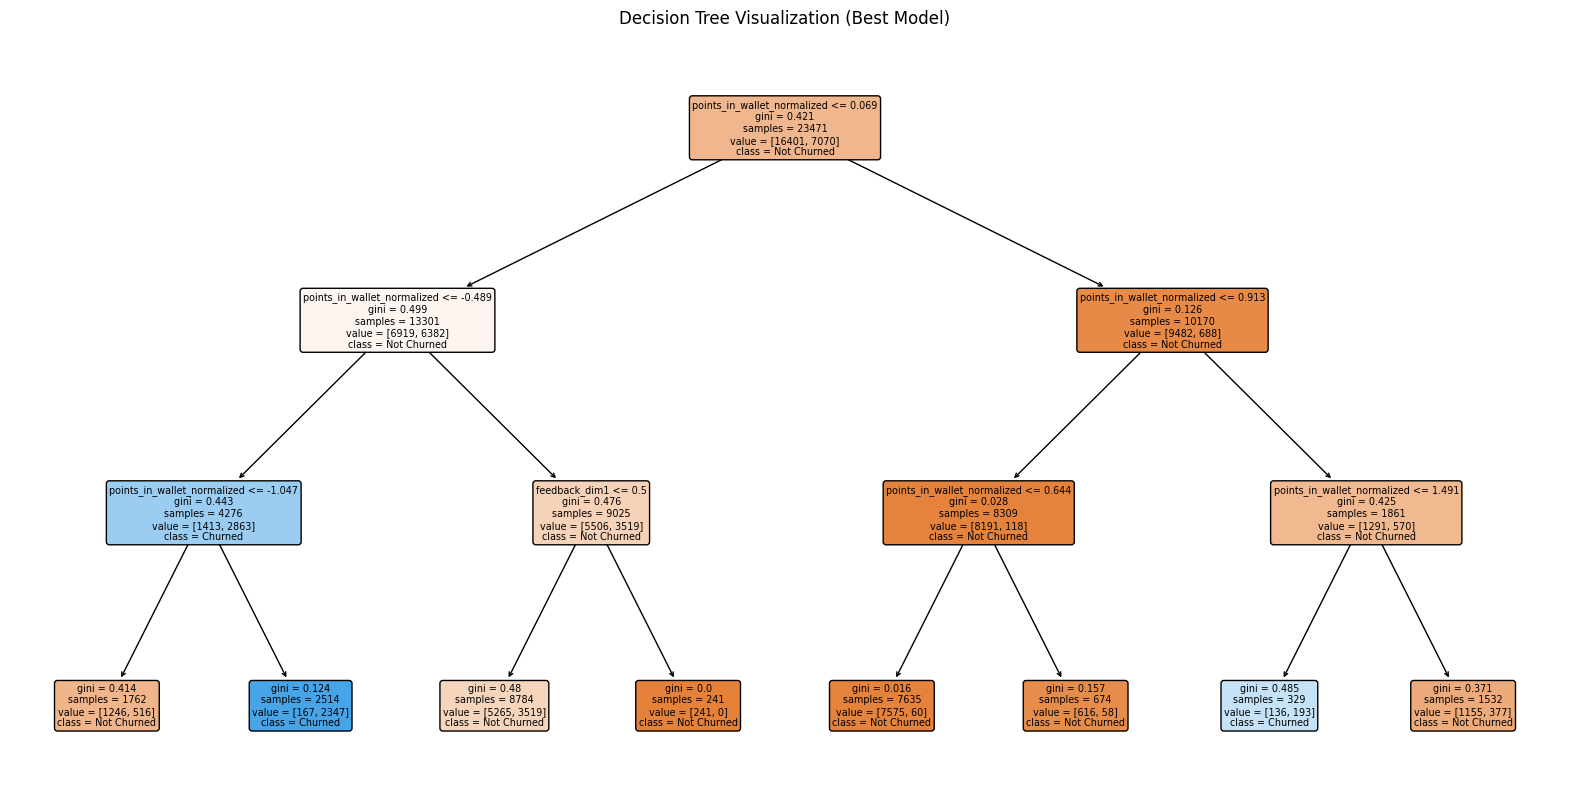 Decision Tree Visualization (Best Model)
points_in_wallet_normalized <= 0.069
gini = 0.421
samples = 23471
value = [16401, 7070]
class = Not Churned
points_in_wallet_normalized <= -0.489
gini = 0.499
samples = 13301
value = [6919, 6382]
class = Not Churned
points_in_wallet_normalized <= 0.913
gini = 0.126
samples = 10170
value = [9482, 688]
class = Not Churned
points_in_wallet_normalized <= -1.047
gini = 0.443
samples = 4276
value = [1413, 2863]
class = Churned
feedback_dim1 <= 0.5
gini = 0.476
samples = 9025
value = [5506, 3519]
class = Not Churned
points_in_wallet_normalized <= 0.644
gini = 0.028
samples = 8309
value = [8191, 118]
class = Not Churned
points_in_wallet_normalized <= 1.491
gini = 0.425
samples = 1861
value = [1291, 570]
class = Not Churned
gini = 0.414
samples = 1762
value = [1246, 516]
class = Not Churned
gini = 0.124
samples = 2514
value = [167, 2347]
class = Churned
gini = 0.48
samples = 8784
value = [5265, 3519]
class = Not Churned
gini = 0.0
samples = 241
value = [241, 0]
class = Not Churned
gini = 0.016
samples = 7635
value = [7575, 60]
class = Not Churned
gini = 0.157
samples = 674
value = [616, 58]
class = Not Churned
gini = 0.485
samples = 329
value = [136, 193]
class = Churned
gini = 0.371
samples = 1532
value = [1155, 377]
class = Not Churned